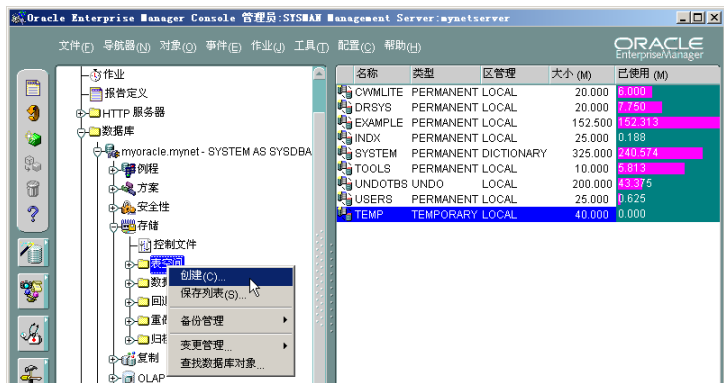 Oracle Enterprise Manager Console 管理员:SYSMAN Management Server:mynetserver
文件(F) 导航器(N) 对象(O) 事件(E) 作业(J) 工具(T) 配置(C) 帮助(H)
ORACLE
EnterpriseManager
作业
报告定义
HTTP 服务器
数据库
myoracle.mynet - SYSTEM AS SYSDBA
例程
方案
安全性
存储
控制文件
表空间
数据
回
重做
归档
复制
OLAP
创建(C)...
保存列表(S)...
备份管理
变更管理
查找数据库对象...
名称 类型 区管理 大小 (M) 已使用 (M)
CWMLITE PERMANENT LOCAL 20.000 6.000
DRSYS PERMANENT LOCAL 20.000 7.750
EXAMPLE PERMANENT LOCAL 152.500 152.313
INDX PERMANENT LOCAL 25.000 0.188
SYSTEM PERMANENT DICTIONARY 325.000 240.574
TOOLS PERMANENT LOCAL 10.000 5.813
UNDOTBS UNDO LOCAL 200.000 43.375
USERS PERMANENT LOCAL 25.000 0.625
TEMP TEMPORARY LOCAL 40.000 0.000